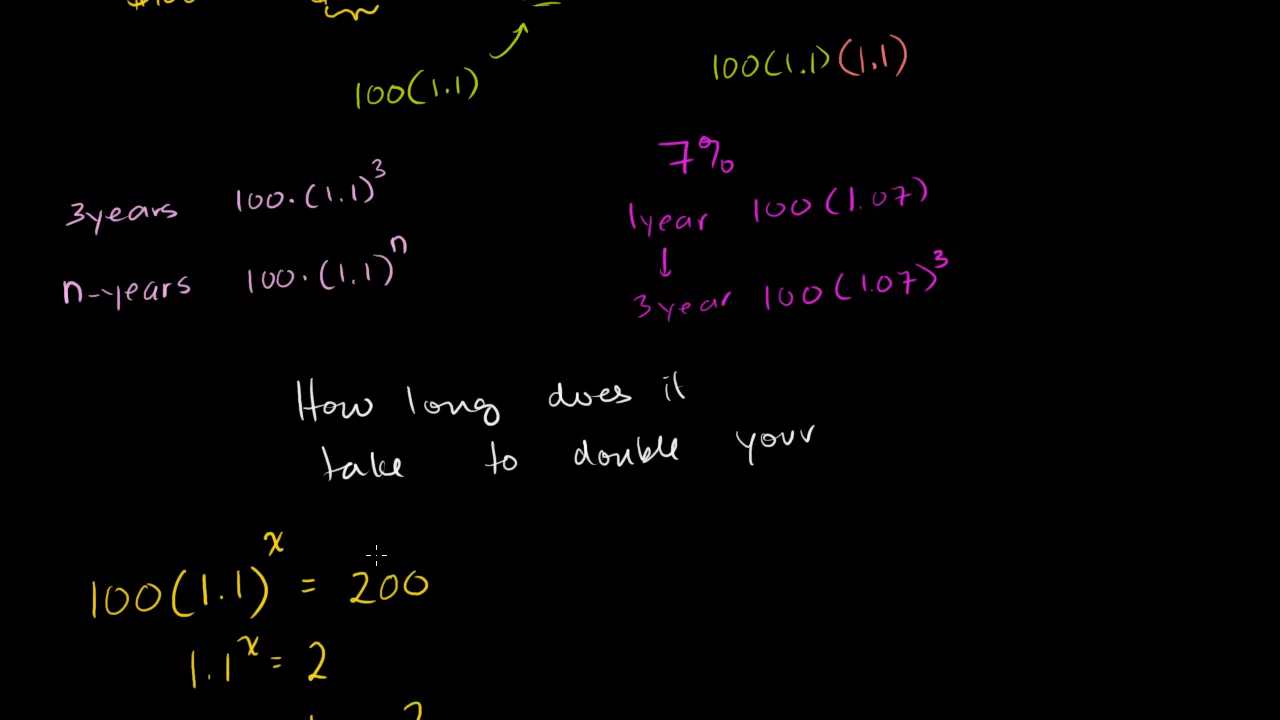 $100
100(1.1)
100(1.1)(1.1)
3years 100·(1.1)^3
n-years 100·(1.1)^n
7%
1year 100(1.07)
↓
3year 100(1.07)^3
How long does it
take to double your
100(1.1)^x = 200
1.1^x = 2